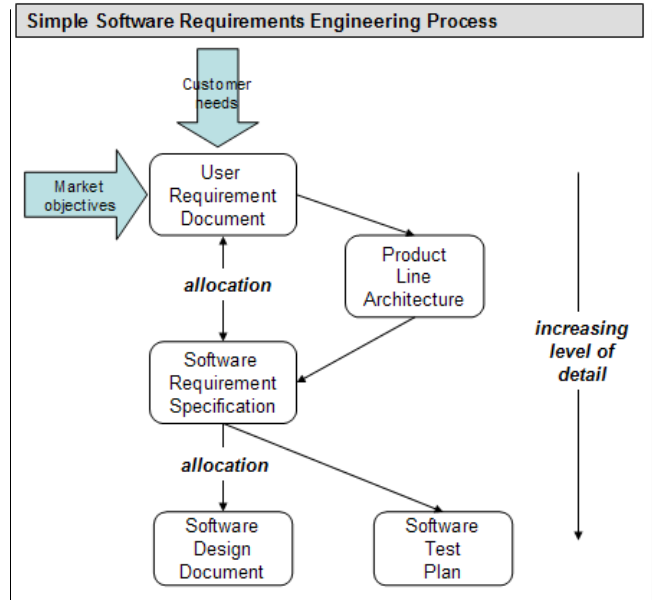 Simple Software Requirements Engineering Process
Customer
needs
Market
objectives
User
Requirement
Document
Product
Line
Architecture
allocation
increasing
level of
detail
Software
Requirement
Specification
allocation
Software
Design
Document
Software
Test
Plan